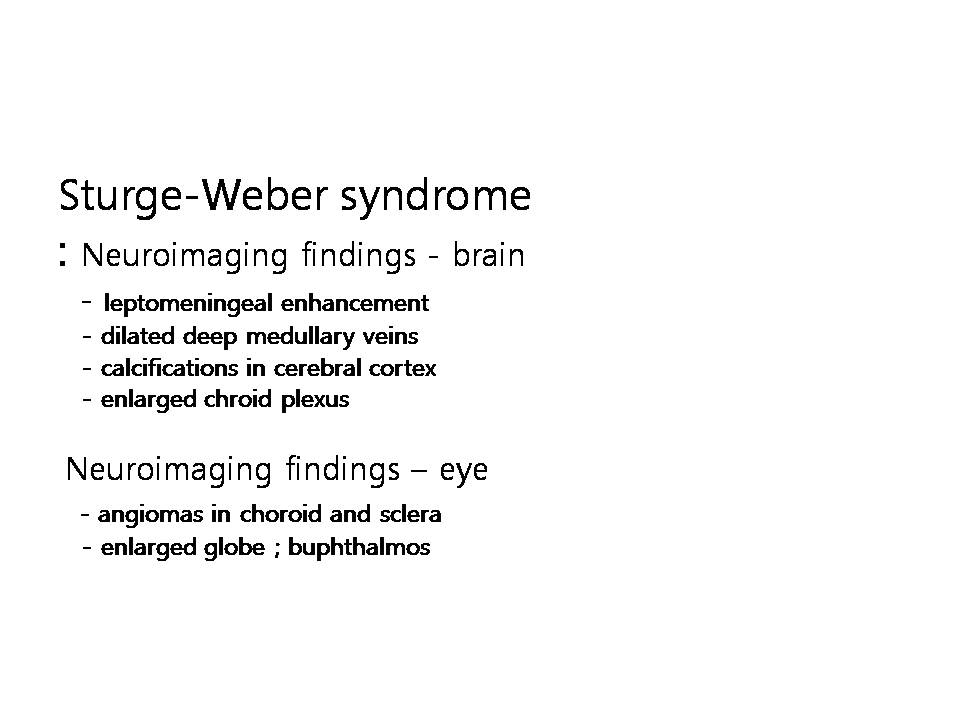 Sturge-Weber syndrome
: Neuroimaging findings - brain
- leptomeningeal enhancement
- dilated deep medullary veins
- calcifications in cerebral cortex
- enlarged chroid plexus
Neuroimaging findings – eye
- angiomas in choroid and sclera
- enlarged globe ; buphthalmos